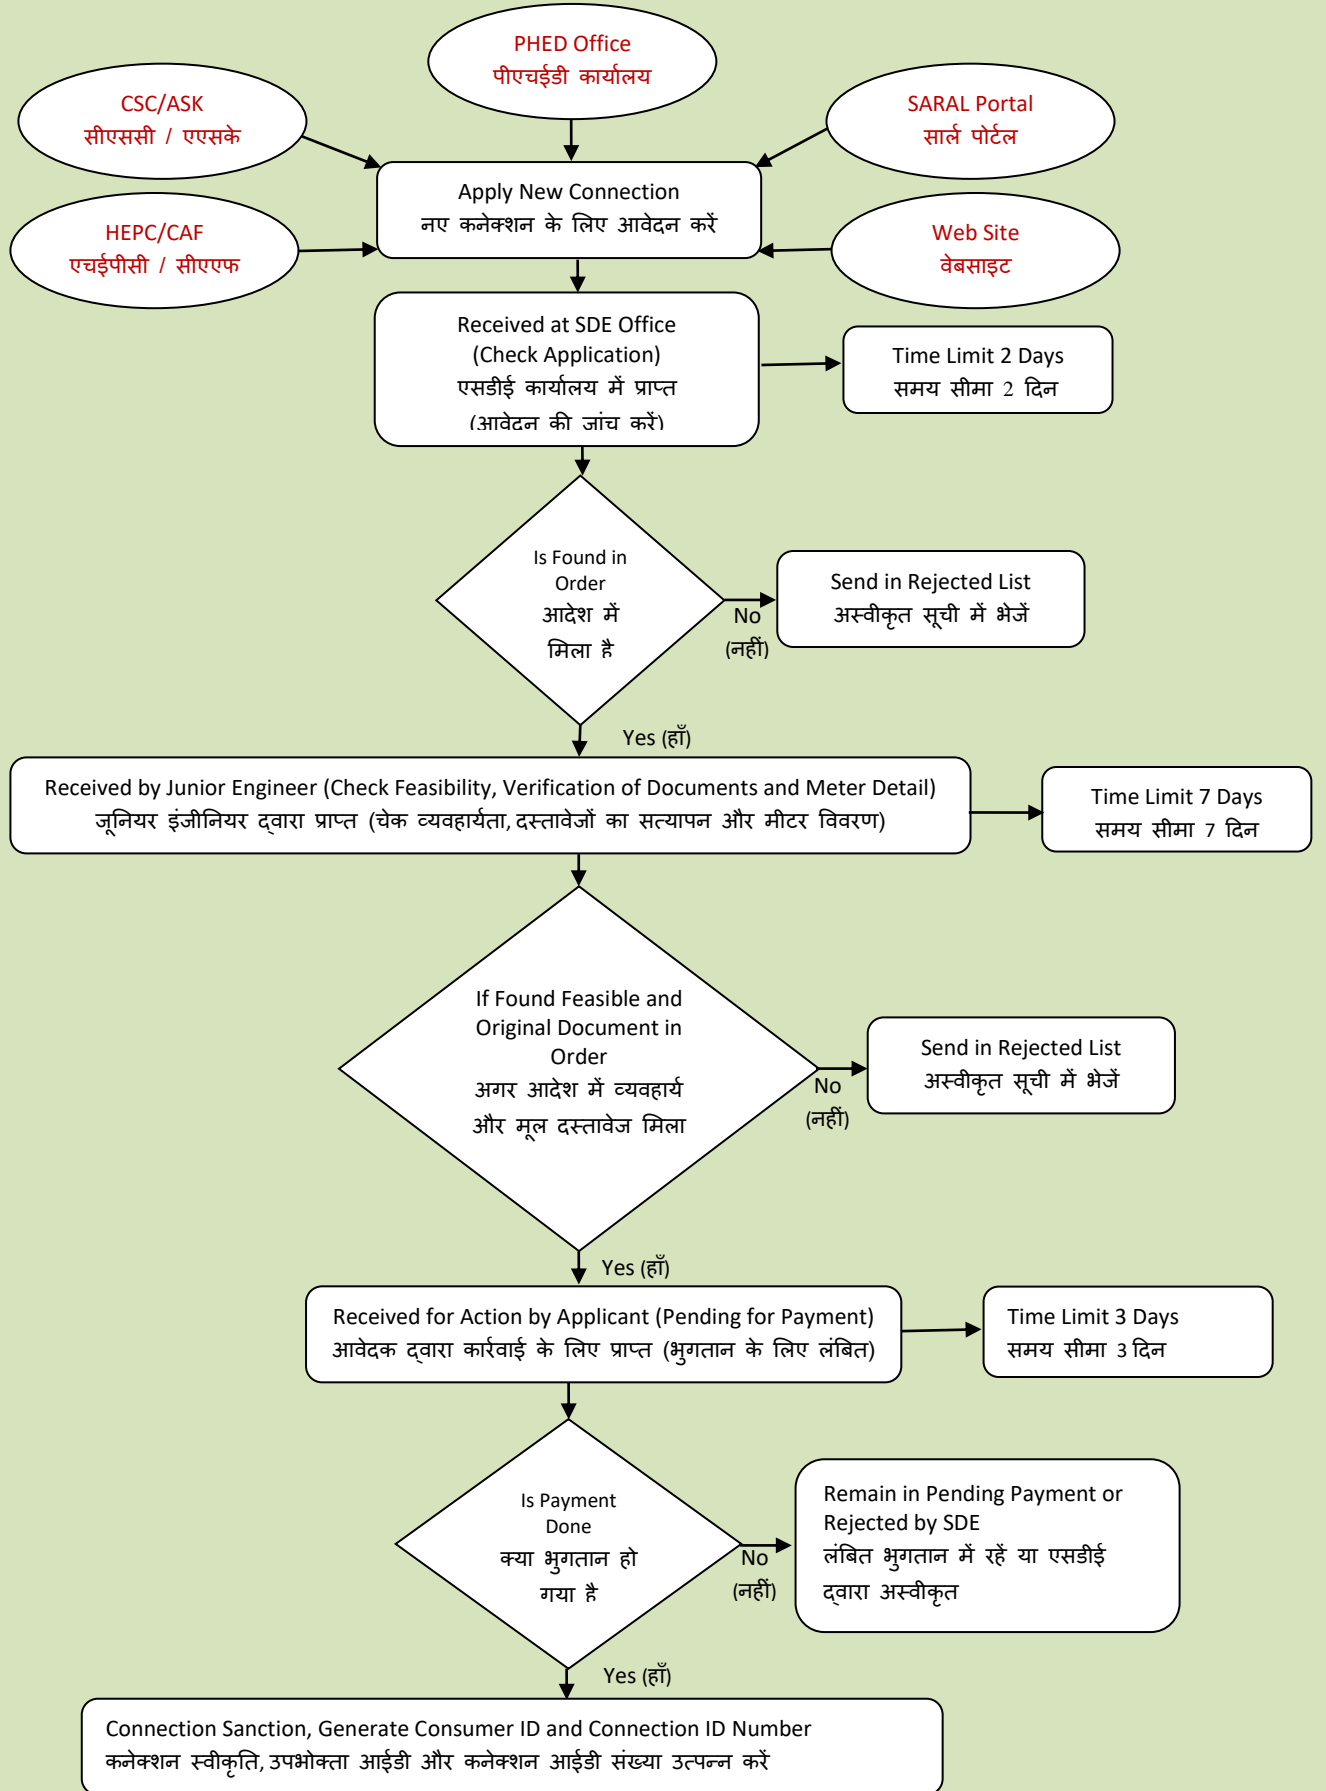 PHED Office
पीएचईडी कार्यालय
CSC/ASK
सीएससी / एएसके
SARAL Portal
सार्ल पोर्टल
Apply New Connection
नए कनेक्शन के लिए आवेदन करें
HEPC/CAF
एचईपीसी / सीएएफ
Web Site
वेबसाइट
Received at SDE Office
(Check Application)
एसडीई कार्यालय में प्राप्त
(आवेदन की जांच करें)
Time Limit 2 Days
समय सीमा 2 दिन
Is Found in
Order
आदेश में
मिला है
No
(नहीं)
Send in Rejected List
अस्वीकृत सूची में भेजें
Yes (हाँ)
Received by Junior Engineer (Check Feasibility, Verification of Documents and Meter Detail)
जूनियर इंजीनियर द्वारा प्राप्त (चेक व्यवहार्यता, दस्तावेजों का सत्यापन और मीटर विवरण)
Time Limit 7 Days
समय सीमा 7 दिन
If Found Feasible and
Original Document in
Order
अगर आदेश में व्यवहार्य
और मूल दस्तावेज मिला
No
(नहीं)
Send in Rejected List
अस्वीकृत सूची में भेजें
Yes (हाँ)
Received for Action by Applicant (Pending for Payment)
आवेदक द्वारा कार्रवाई के लिए प्राप्त (भुगतान के लिए लंबित)
Time Limit 3 Days
समय सीमा 3 दिन
Is Payment
Done
क्या भुगतान हो
गया है
No
(नहीं)
Remain in Pending Payment or
Rejected by SDE
लंबित भुगतान में रहें या एसडीई
द्वारा अस्वीकृत
Yes (हाँ)
Connection Sanction, Generate Consumer ID and Connection ID Number
कनेक्शन स्वीकृति, उपभोक्ता आईडी और कनेक्शन आईडी संख्या उत्पन्न करें